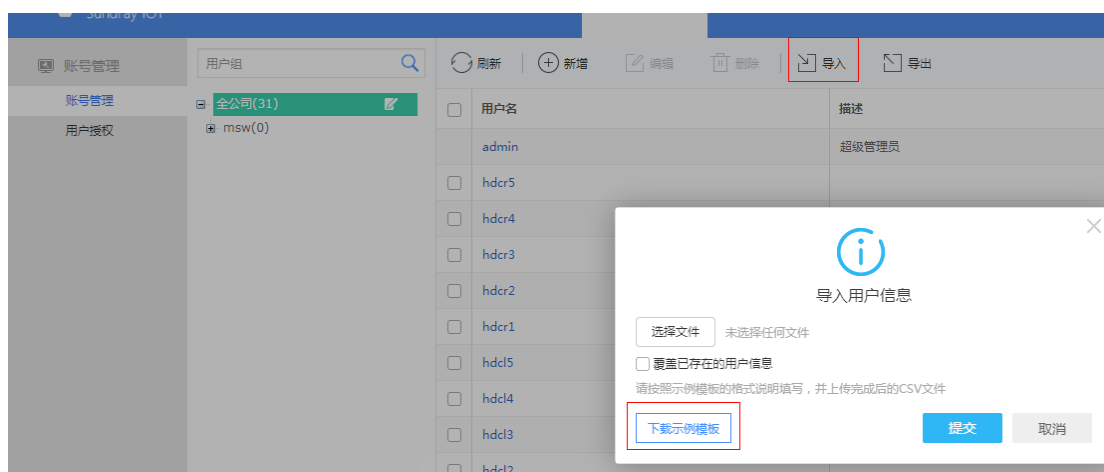 Sundray IOT
账号管理
账号管理
用户授权
用户组
全公司(31)
msw(0)
刷新 新增 编辑 删除 导入 导出
用户名 描述
admin 超级管理员
hdcr5
hdcr4
hdcr3
hdcr2
hdcr1
hdcl5
hdcl4
hdcl3
hdcl2
导入用户信息
选择文件 未选择任何文件
覆盖已存在的用户信息
请按照示例模板的格式说明填写，并上传完成后的CSV文件
下载示例模板 提交 取消